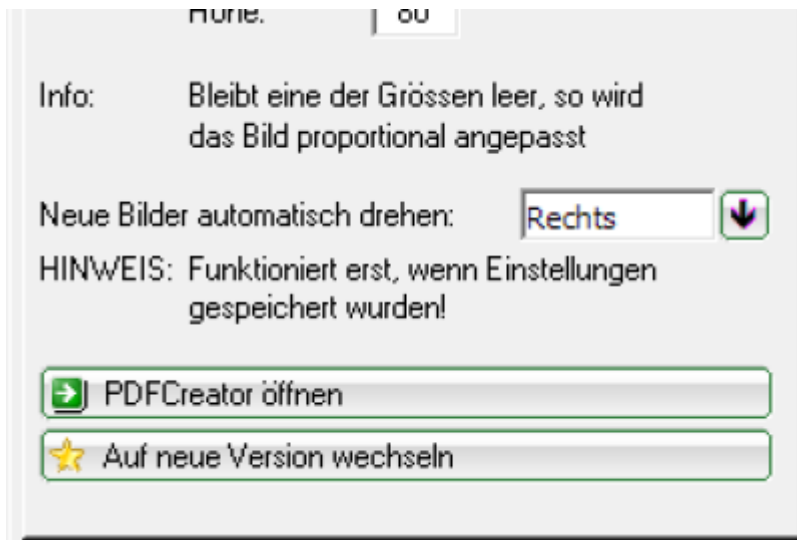 Info: Bleibt eine der Grössen leer, so wird
das Bild proportional angepasst
Neue Bilder automatisch drehen: Rechts
HINWEIS: Funktioniert erst, wenn Einstellungen
gespeichert wurden!
PDFCreator öffnen
Auf neue Version wechseln